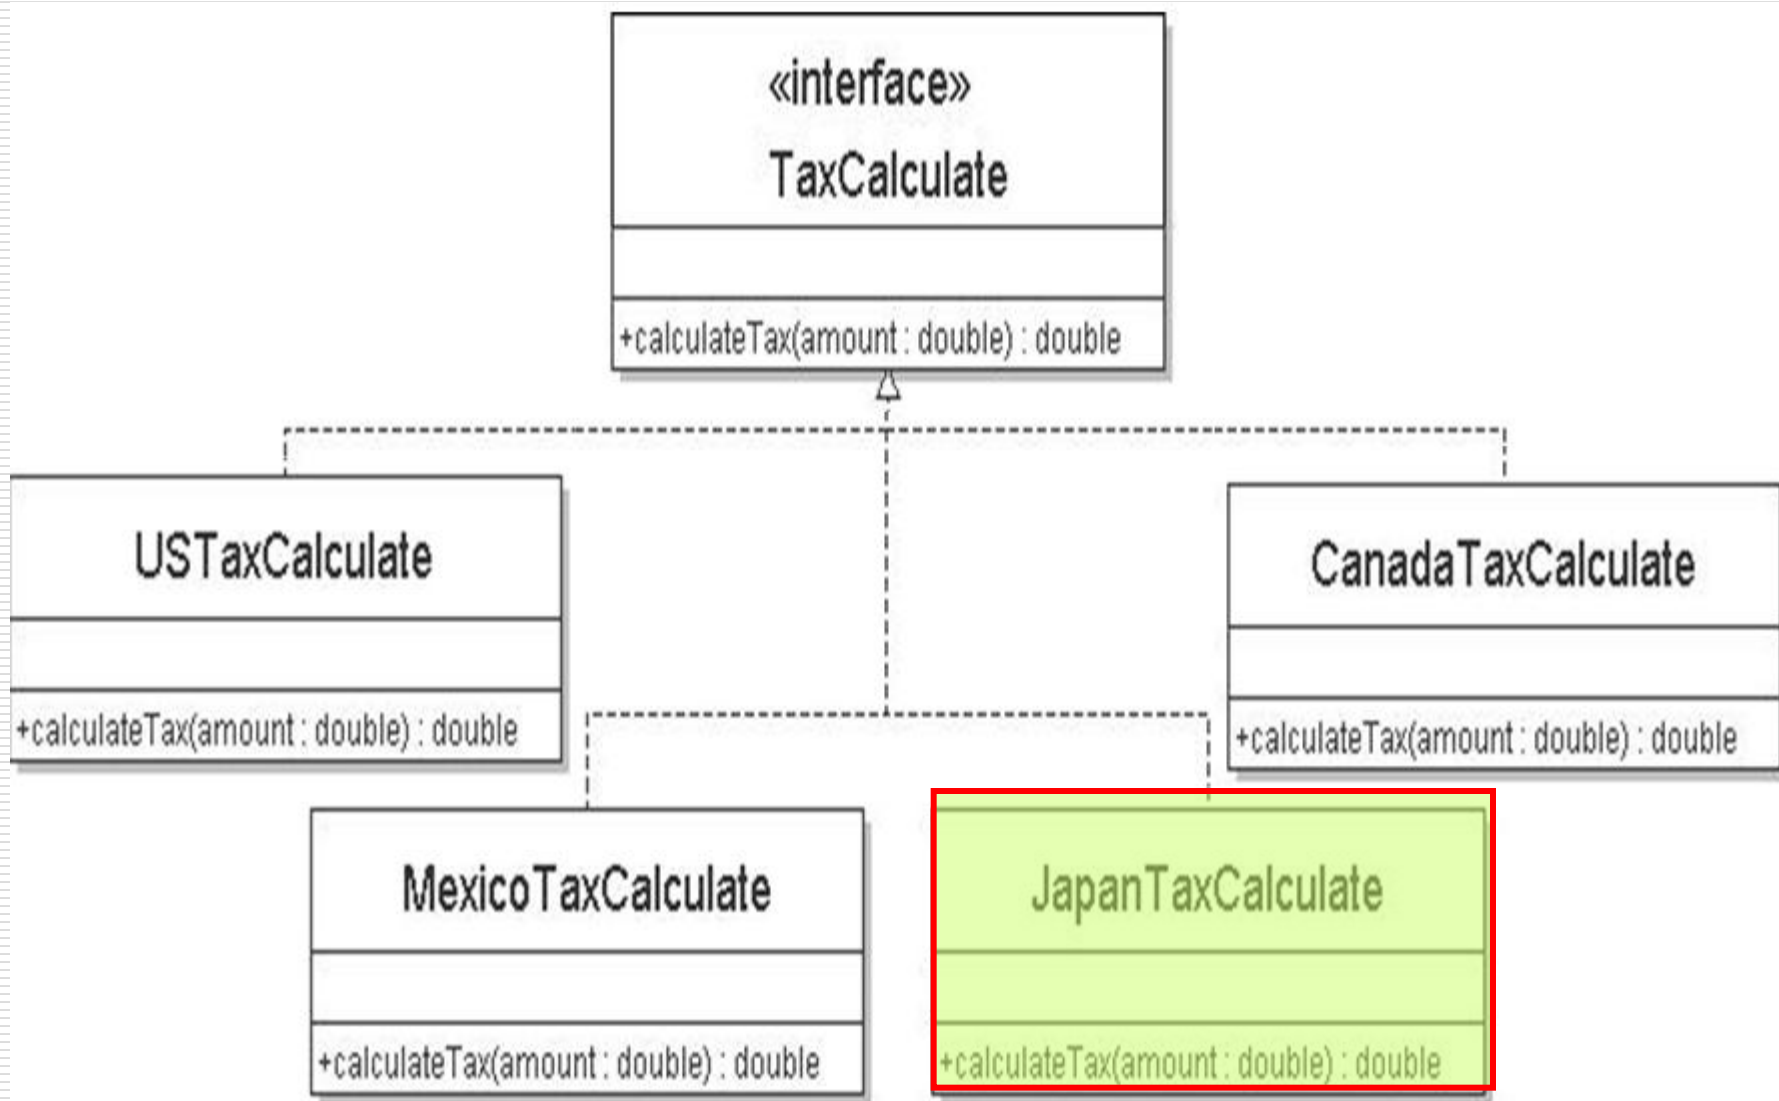 «interface»
TaxCalculate
+calculateTax(amount : double) : double
USTaxCalculate
+calculateTax(amount : double) : double
CanadaTaxCalculate
+calculateTax(amount : double) : double
MexicoTaxCalculate
+calculateTax(amount : double) : double
JapanTaxCalculate
+calculateTax(amount : double) : double